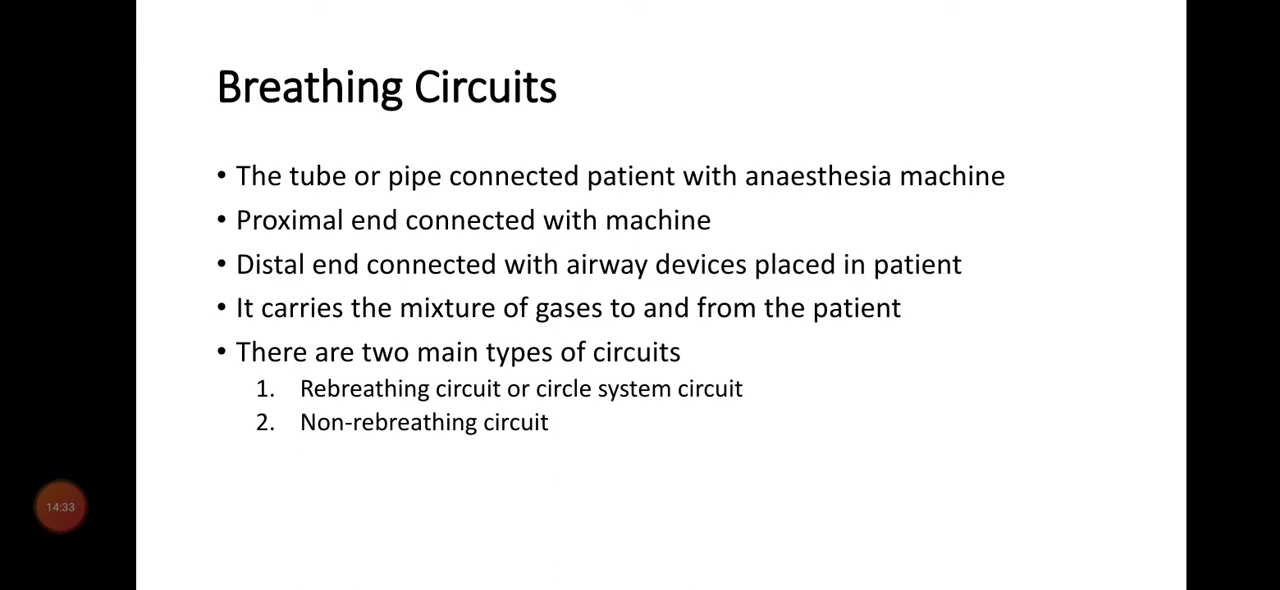 Breathing Circuits
• The tube or pipe connected patient with anaesthesia machine
• Proximal end connected with machine
• Distal end connected with airway devices placed in patient
• It carries the mixture of gases to and from the patient
• There are two main types of circuits
1. Rebreathing circuit or circle system circuit
2. Non-rebreathing circuit
14:33